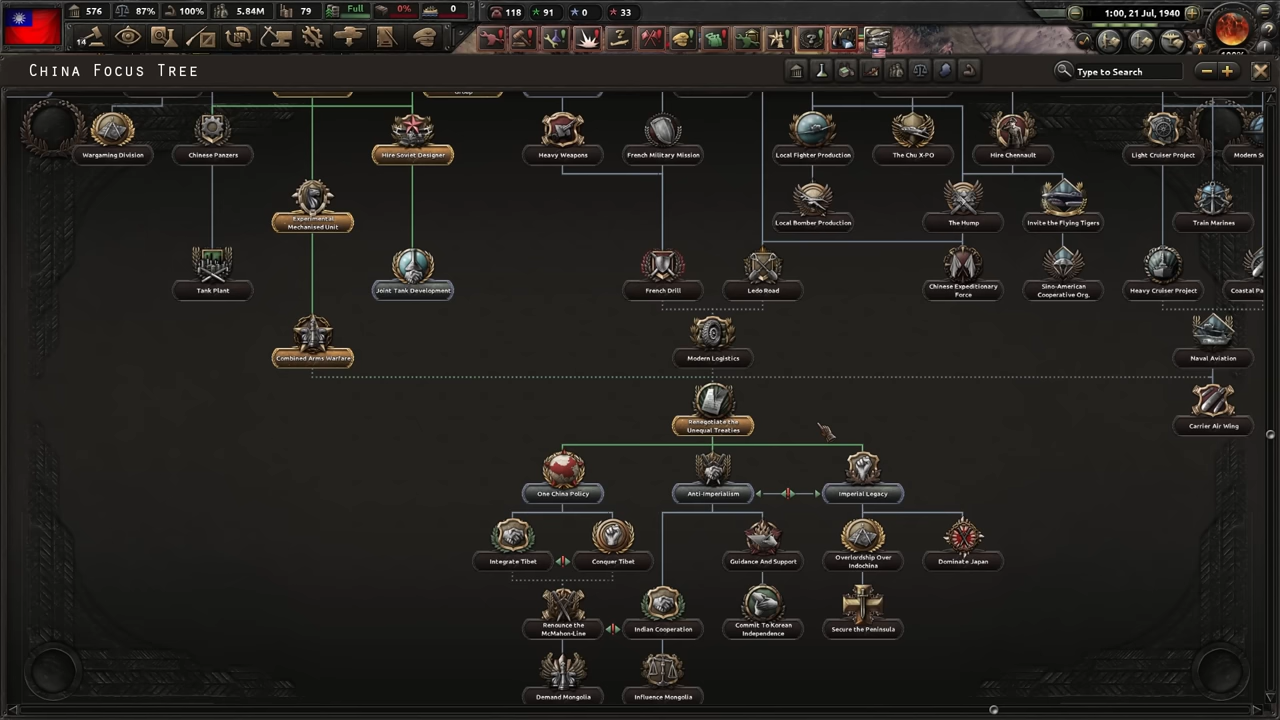 576
87%
100%
5.84M
79
Full
0%
0
118
91
0
33
1:00, 21 Jul, 1940
14
China Focus Tree
Type to Search
Wargaming Division
Chinese Panzers
Hire Soviet Designer
Heavy Weapons
French Military Mission
Local Fighter Production
The Chu X-PO
Hire Chennault
Light Cruiser Project
Experimental
Mechanised Unit
Local Bomber Production
The Hump
Invite the Flying Tigers
Train Marines
Tank Plant
Joint Tank Development
French Drill
Ledo Road
Chinese Expeditionary
Force
Sino-American
Cooperative Org.
Heavy Cruiser Project
Combined Arms Warfare
Modern Logistics
Naval Aviation
Renegotiate the
Unequal Treaties
Carrier Air Wing
One China Policy
Anti-Imperialism
Imperial Legacy
Integrate Tibet
Conquer Tibet
Guidance And Support
Overlordship Over
Indochina
Dominate Japan
Renounce the
McMahon-Line
Indian Cooperation
Commit To Korean
Independence
Secure the Peninsula
Demand Mongolia
Influence Mongolia